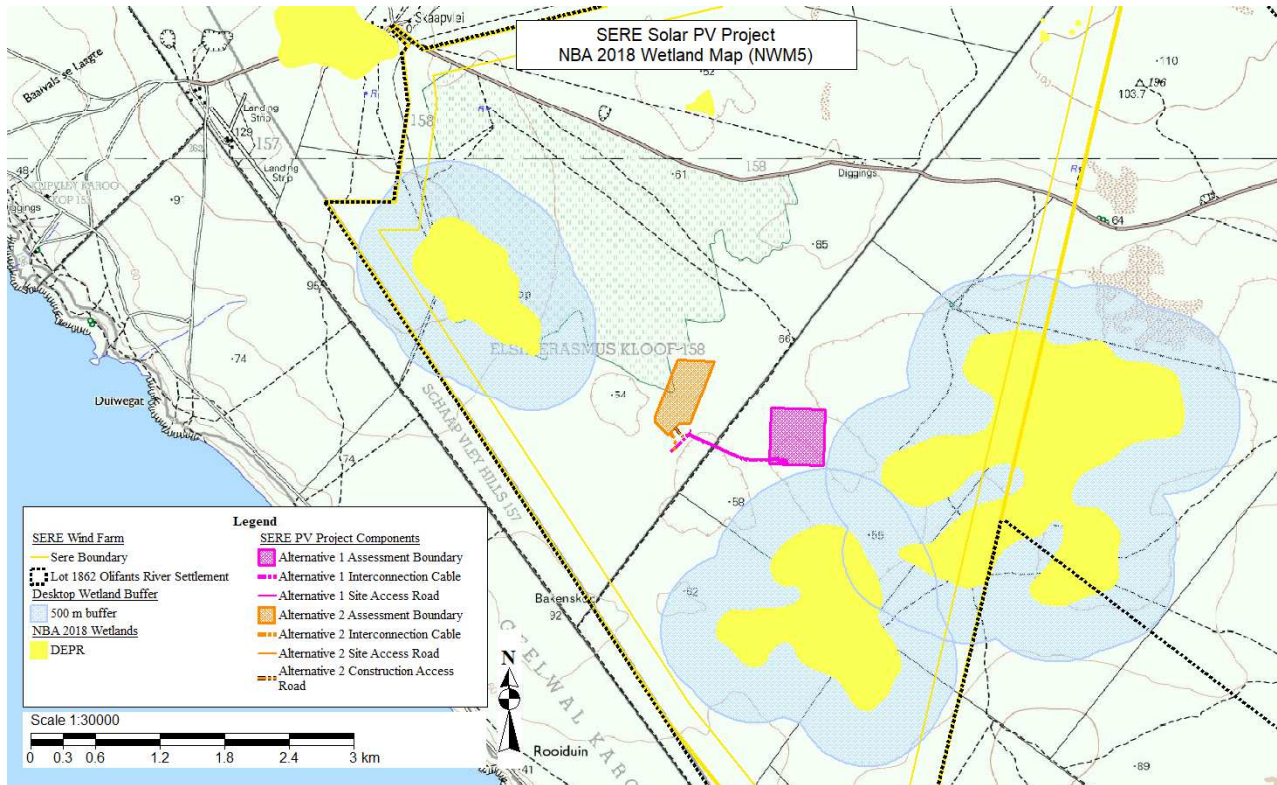 SERE Solar PV Project
NBA 2018 Wetland Map (NWM5)
Skaapvlei
Baaivals se Laagte
Landing
Strip
129
157
Landing
Strip
158
R
52
61
158
Diggings
110
196
103.7
R
64
48
91
85
95
66
ELSIE ERASMUS KLOOF 158
54
60
74
Duiwegat
74
SCHAAP VLEY HILLS 157
58
55
62
Bakenskop
92
GEELWAL KAROO
Rooiduin
41
89
Legend
SERE Wind Farm
Sere Boundary
Lot 1862 Olifants River Settlement
Desktop Wetland Buffer
500 m buffer
NBA 2018 Wetlands
DEPR
SERE PV Project Components
Alternative 1 Assessment Boundary
Alternative 1 Interconnection Cable
Alternative 1 Site Access Road
Alternative 2 Assessment Boundary
Alternative 2 Interconnection Cable
Alternative 2 Site Access Road
Alternative 2 Construction Access
Road
N
Scale 1:30000
0 0.3 0.6 1.2 1.8 2.4 3 km